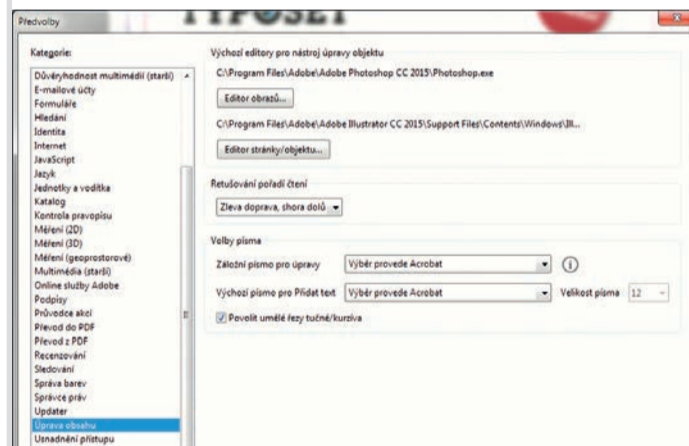 TYPOSET
Předvolby
Kategorie:
Důvěryhodnost multimédií (starší)
E-mailové účty
Formuláře
Hledání
Identita
Internet
JavaScript
Jazyk
Jednotky a vodítka
Katalog
Kontrola pravopisu
Měření (2D)
Měření (3D)
Měření (geoprostorové)
Multimédia (starší)
Online služby Adobe
Podpisy
Průvodce akcí
Převod do PDF
Převod z PDF
Recenzování
Sledování
Správa barev
Správce práv
Updater
Úprava obsahu
Usnadnění přístupu
Výchozí editory pro nástroj úpravy objektu
C:\Program Files\Adobe\Adobe Photoshop CC 2015\Photoshop.exe
Editor obrazů...
C:\Program Files\Adobe\Adobe Illustrator CC 2015\Support Files\Contents\Windows\Ill...
Editor stránky/objektu...
Retušování pořadí čtení
Zleva doprava, shora dolů
Volby písma
Záložní písmo pro úpravy Výběr provede Acrobat
Výchozí písmo pro Přidat text Výběr provede Acrobat Velikost písma 12
Povolit umělé řezy tučné/kurzíva